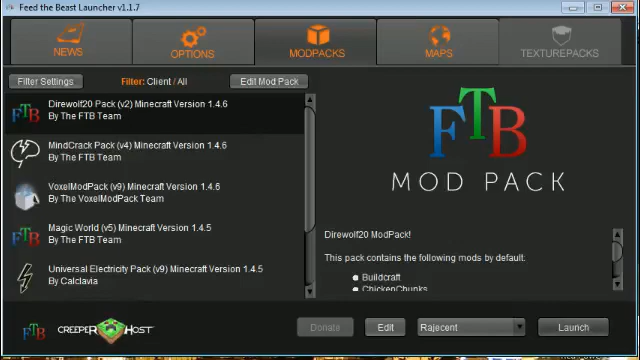 Feed the Beast Launcher v1.1.7
NEWS
OPTIONS
MODPACKS
MAPS
TEXTUREPACKS
Filter Settings
Filter: Client / All
Edit Mod Pack
Direwolf20 Pack (v2) Minecraft Version 1.4.6
By The FTB Team
MindCrack Pack (v4) Minecraft Version 1.4.6
By The FTB Team
VoxelModPack (v9) Minecraft Version 1.4.6
By The VoxelModPack Team
Magic World (v5) Minecraft Version 1.4.5
By The FTB Team
Universal Electricity Pack (v9) Minecraft Version 1.4.5
By Calclavia
FTB
MOD PACK
Direwolf20 ModPack!
This pack contains the following mods by default:
Buildcraft
ChickenChunks
FTB
CREEPER HOST
Donate
Edit
Rajecent
Launch